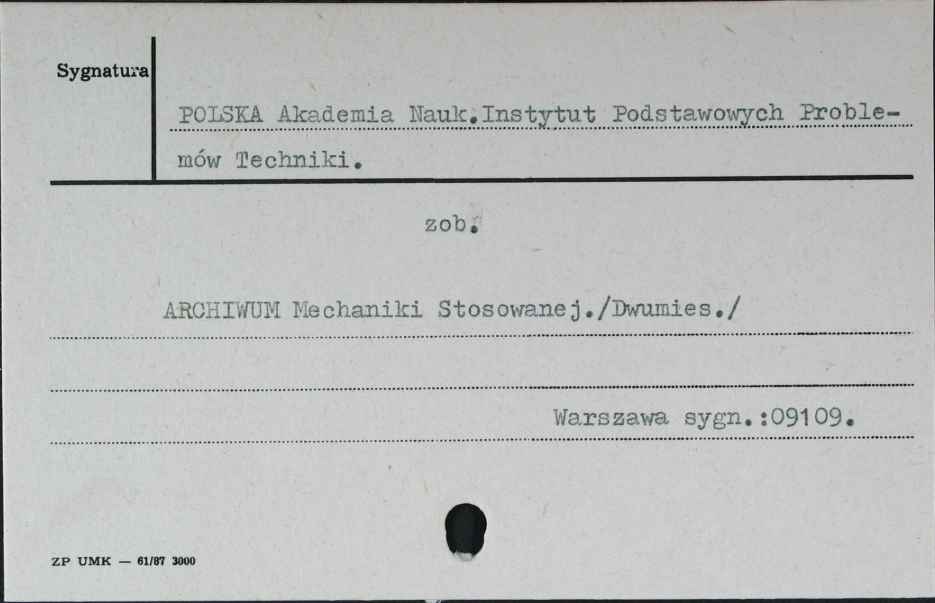 Sygnatura
POLSKA Akademia Nauk.Instytut Podstawowych Proble-
mów Techniki.
zob.
ARCHIWUM Mechaniki Stosowanej./Dwumies./
Warszawa sygn.:09109.
ZP UMK — 61/87 3000